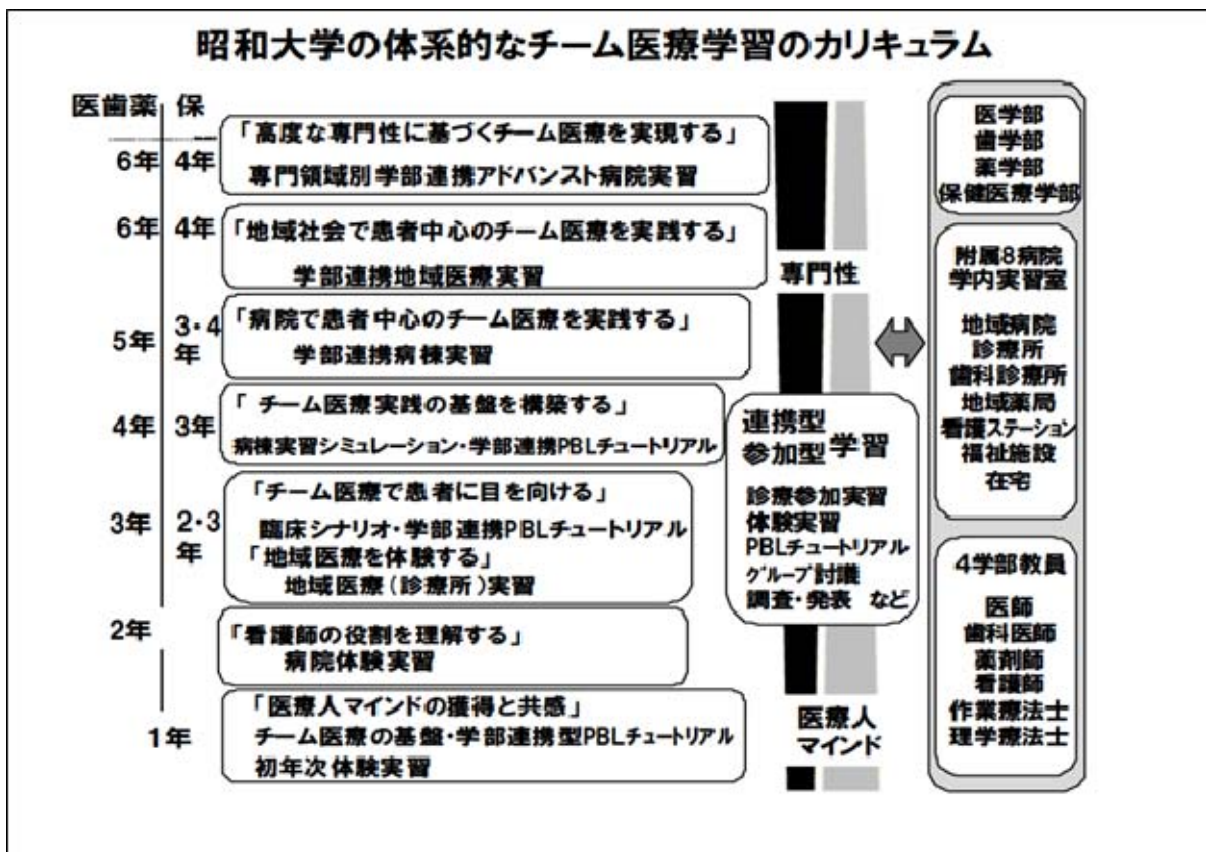 昭和大学の体系的なチーム医療学習のカリキュラム
医歯薬 保
6年 4年
「高度な専門性に基づくチーム医療を実現する」
専門領域別学部連携アドバンスト病院実習
6年 4年
「地域社会で患者中心のチーム医療を実践する」
学部連携地域医療実習
5年 3・4年
「病院で患者中心のチーム医療を実践する」
学部連携病棟実習
4年 3年
「チーム医療実践の基盤を構築する」
病棟実習シミュレーション・学部連携PBLチュートリアル
3年 2・3年
「チーム医療で患者に目を向ける」
臨床シナリオ・学部連携PBLチュートリアル
「地域医療を体験する」
地域医療(診療所)実習
2年
「看護師の役割を理解する」
病院体験実習
1年
「医療人マインドの獲得と共感」
チーム医療の基盤・学部連携型PBLチュートリアル
初年次体験実習
専門性
連携型
参加型 学習
診療参加実習
体験実習
PBLチュートリアル
グループ討議
調査・発表 など
医療人
マインド
医学部
歯学部
薬学部
保健医療学部
附属8病院
学内実習室
地域病院
診療所
歯科診療所
地域薬局
看護ステーション
福祉施設
在宅
4学部教員
医師
歯科医師
薬剤師
看護師
作業療法士
理学療法士